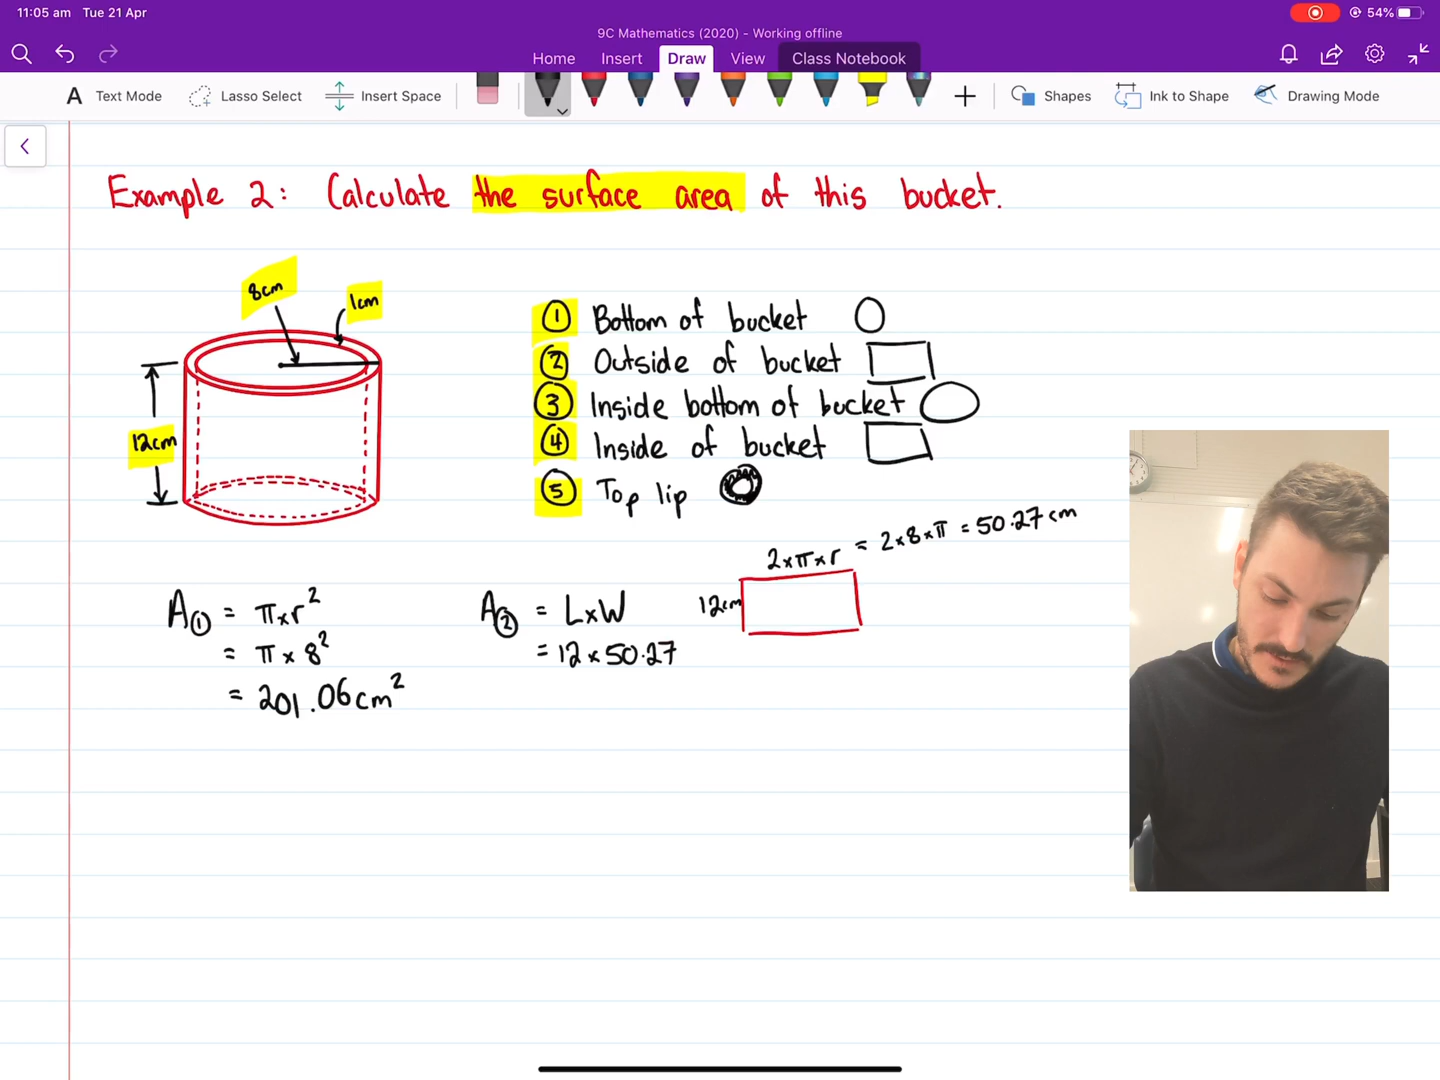 11:05 am Tue 21 Apr
54%
9C Mathematics (2020) - Working offline
Home Insert Draw View Class Notebook
Text Mode Lasso Select Insert Space Shapes Ink to Shape Drawing Mode
Example 2: Calculate the surface area of this bucket.
8cm
1cm
12cm
① Bottom of bucket
② Outside of bucket
③ Inside bottom of bucket
④ Inside of bucket
⑤ Top lip
A① = π×r²
= π × 8²
= 201.06cm²
A② = L×W
= 12 × 50.27
2×π×r = 2×8×π = 50.27cm
12cm